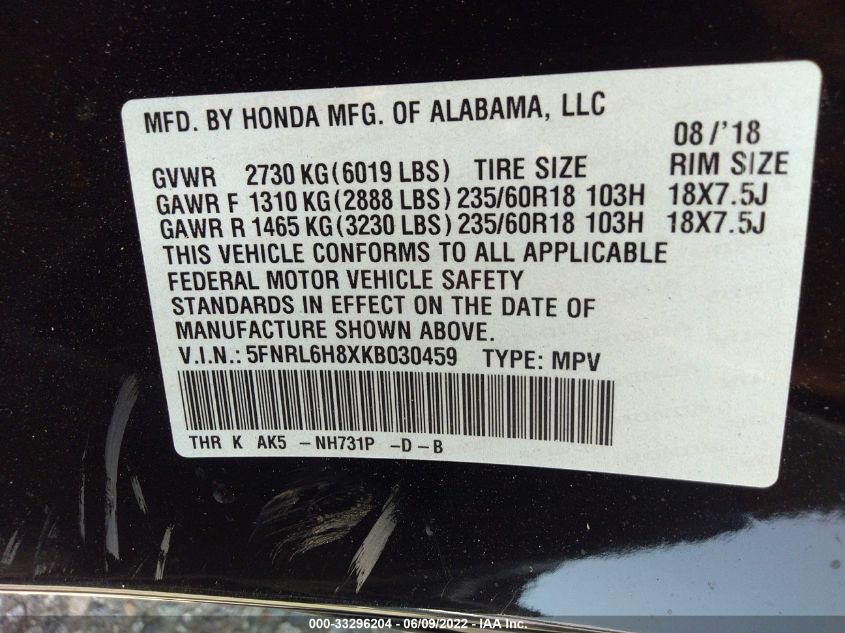 MFD. BY HONDA MFG. OF ALABAMA, LLC
08/'18
GVWR 2730 KG(6019 LBS) TIRE SIZE RIM SIZE
GAWR F 1310 KG(2888 LBS) 235/60R18 103H 18X7.5J
GAWR R 1465 KG(3230 LBS) 235/60R18 103H 18X7.5J
THIS VEHICLE CONFORMS TO ALL APPLICABLE
FEDERAL MOTOR VEHICLE SAFETY
STANDARDS IN EFFECT ON THE DATE OF
MANUFACTURE SHOWN ABOVE.
V.I.N.: 5FNRL6H8XKB030459 TYPE: MPV
THR K AK5 -NH731P -D-B
000-33296204 - 06/09/2022 - IAAI.com